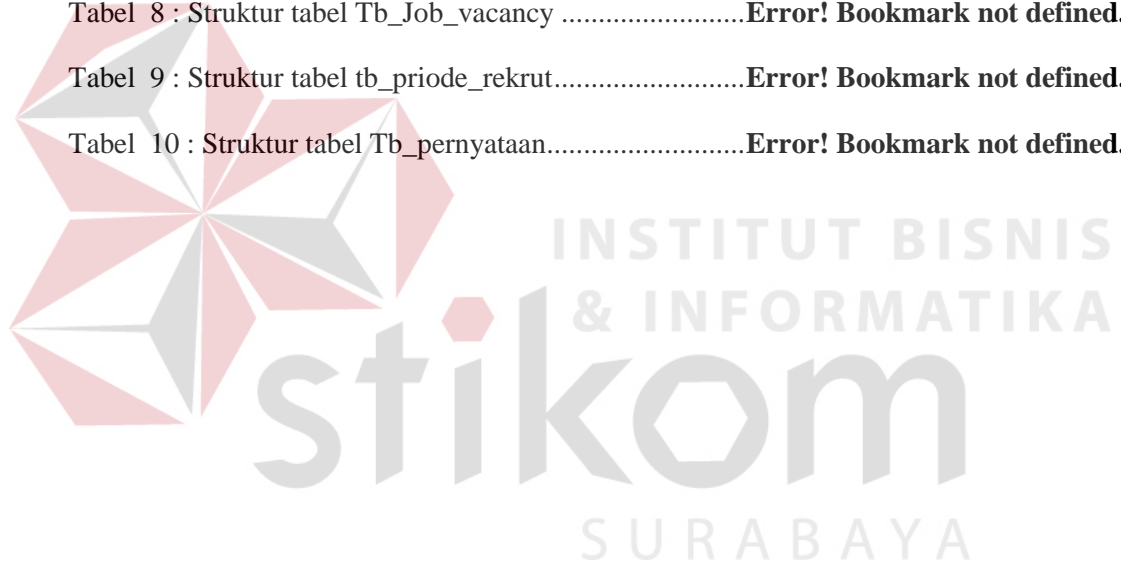 Tabel  8 : Struktur tabel Tb_Job_vacancy .......................Error! Bookmark not defined.
Tabel  9 : Struktur tabel tb_priode_rekrut........................Error! Bookmark not defined.
Tabel  10 : Struktur tabel Tb_pernyataan.........................Error! Bookmark not defined.
INSTITUT BISNIS
& INFORMATIKA
stikom
SURABAYA